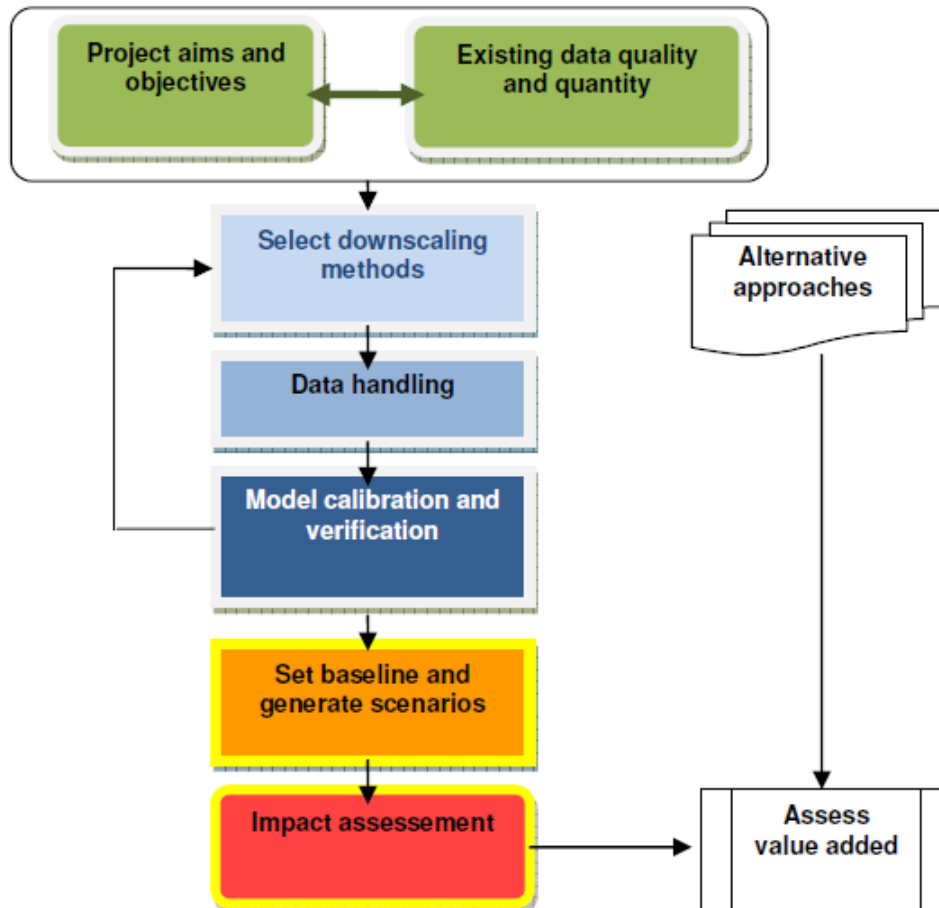 Project aims and
objectives
Existing data quality
and quantity
Select downscaling
methods
Alternative
approaches
Data handling
Model calibration and
verification
Set baseline and
generate scenarios
Impact assessement
Assess
value added